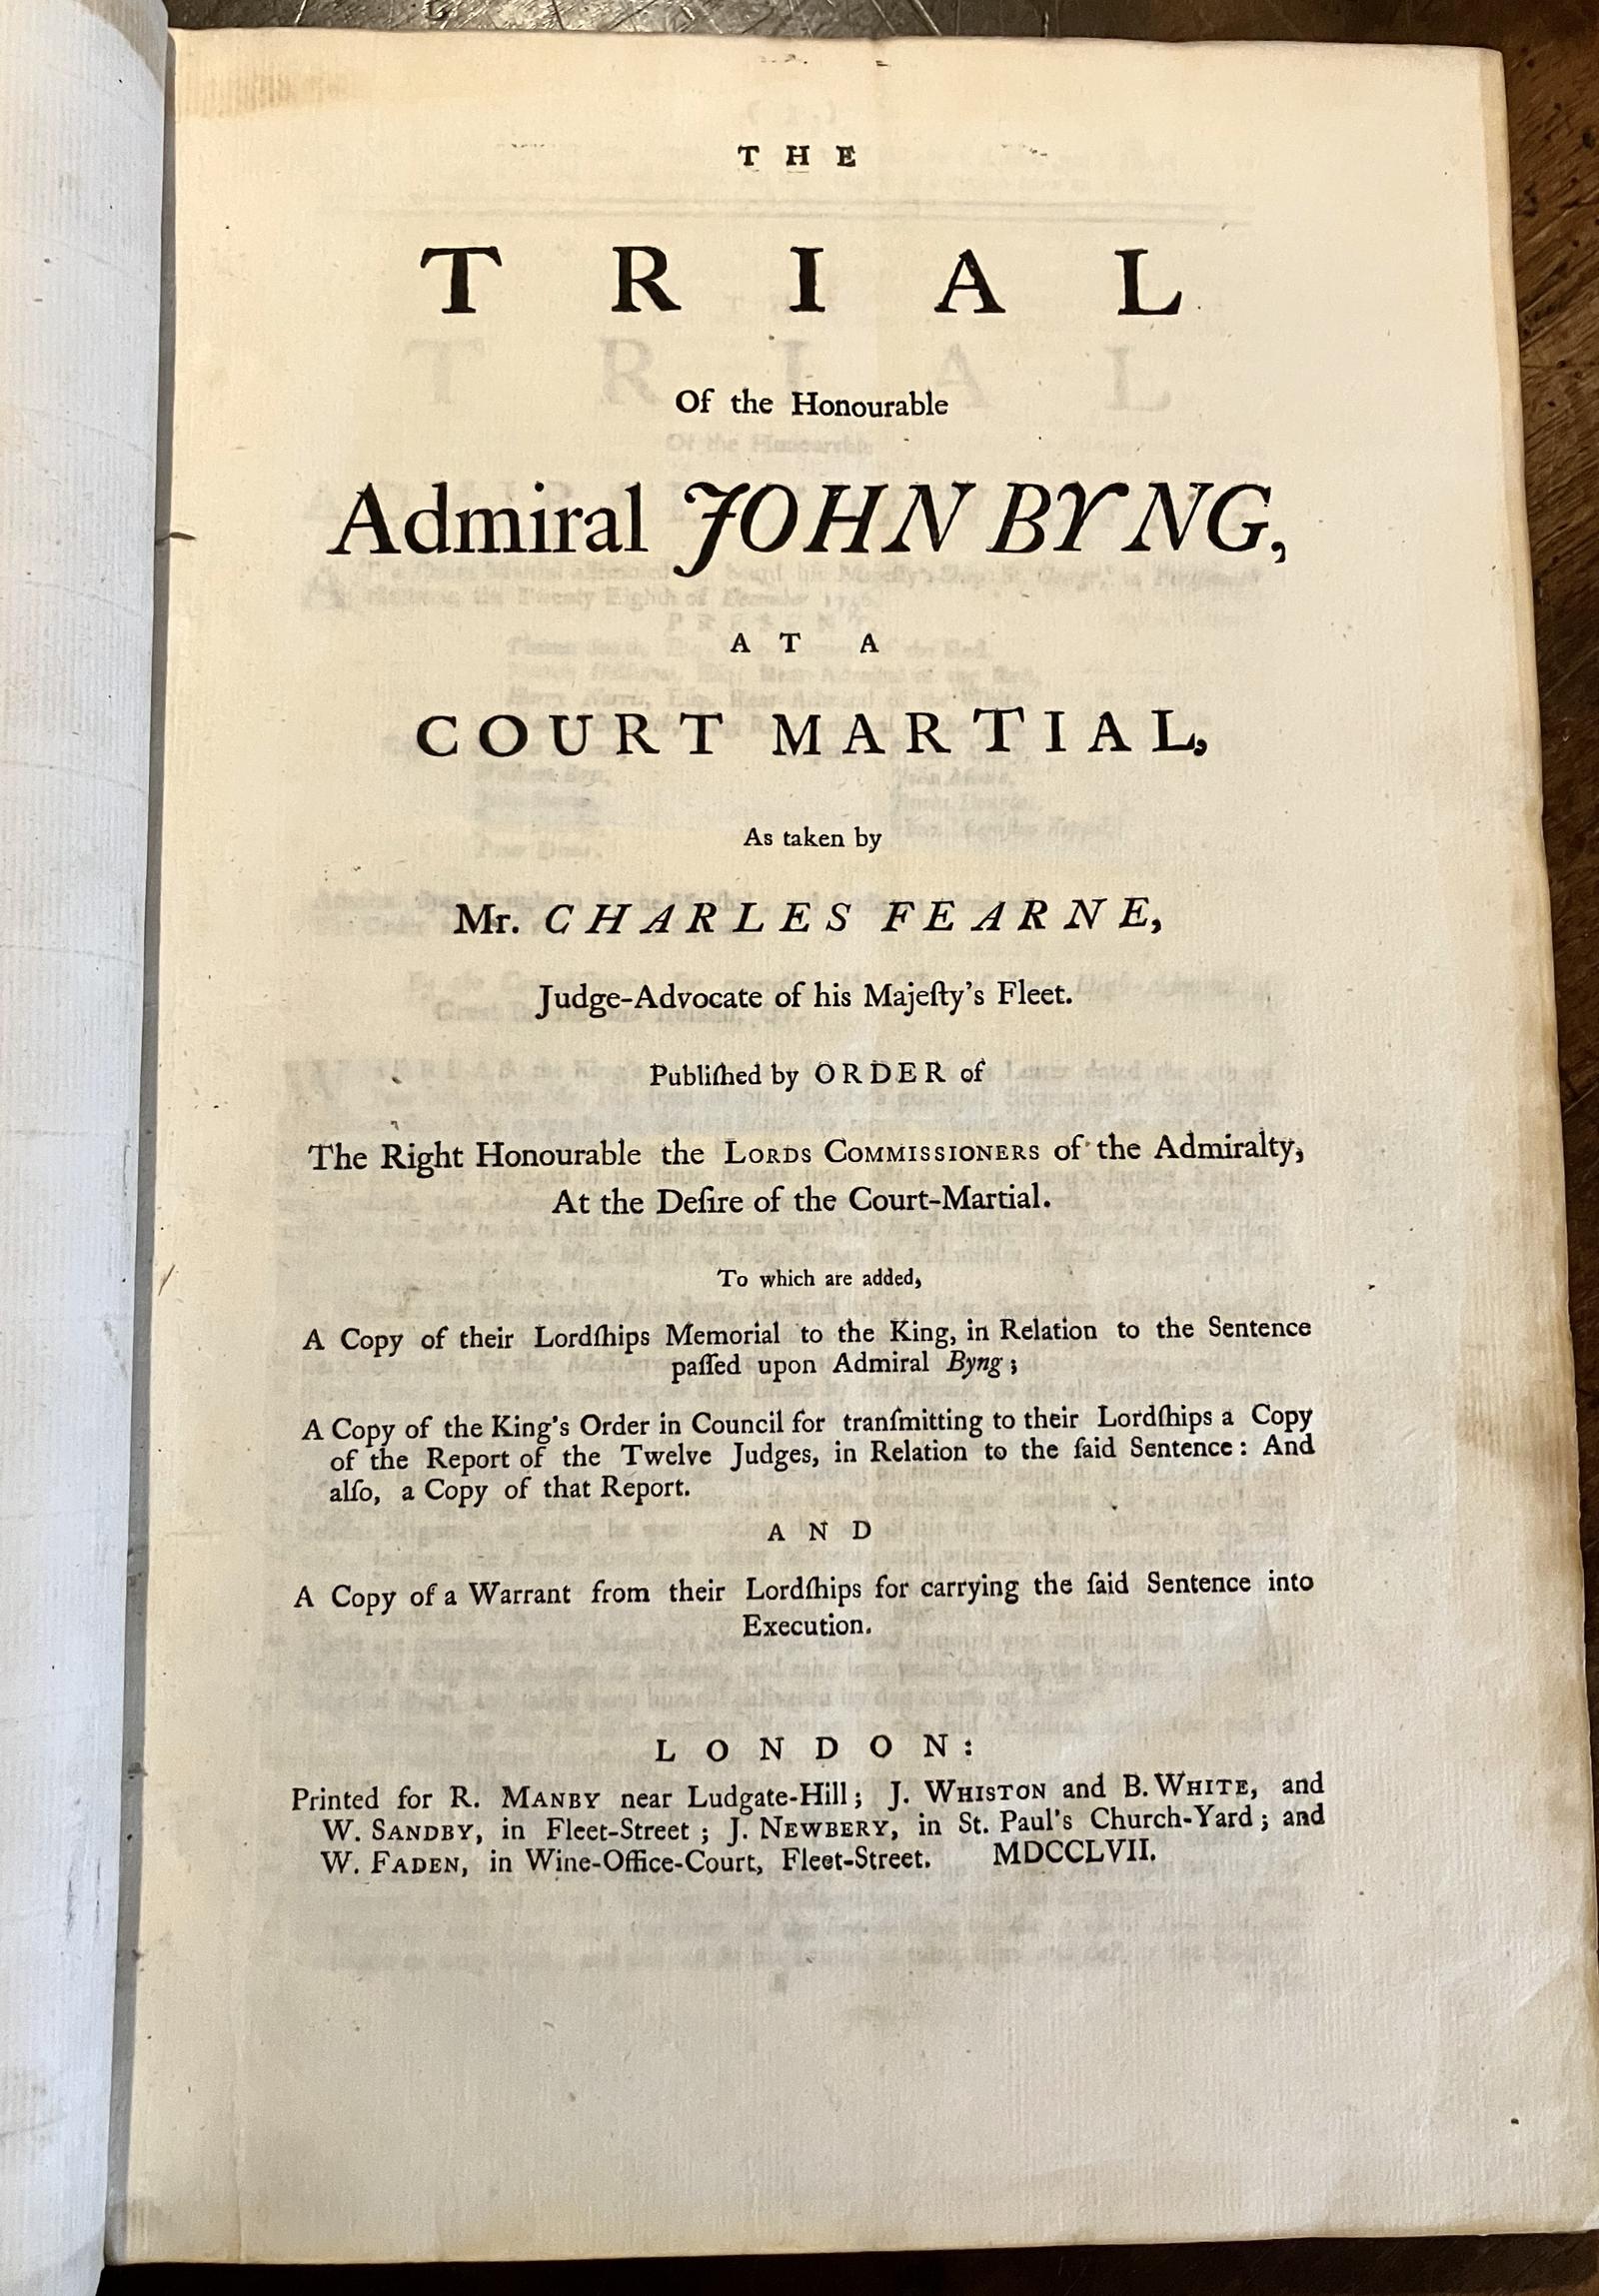 THE
TRIAL
Of the Honourable
Admiral JOHN BYNG,
AT A
COURT MARTIAL,
As taken by
Mr. CHARLES FEARNE,
Judge-Advocate of his Majeſty's Fleet.
Publiſhed by ORDER of
The Right Honourable the LORDS COMMISSIONERS of the Admiralty,
At the Deſire of the Court-Martial.
To which are added,
A Copy of their Lordſhips Memorial to the King, in Relation to the Sentence
paſſed upon Admiral Byng;
A Copy of the King's Order in Council for tranſmitting to their Lordſhips a Copy
of the Report of the Twelve Judges, in Relation to the ſaid Sentence: And
alſo, a Copy of that Report.
AND
A Copy of a Warrant from their Lordſhips for carrying the ſaid Sentence into
Execution.
LONDON:
Printed for R. MANBY near Ludgate-Hill; J. WHISTON and B. WHITE, and
W. SANDBY, in Fleet-Street; J. NEWBERY, in St. Paul's Church-Yard; and
W. FADEN, in Wine-Office-Court, Fleet-Street. MDCCLVII.